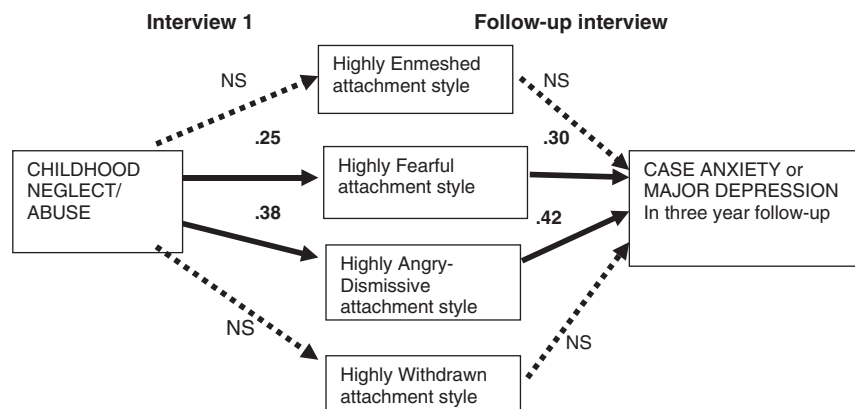 Interview 1
Follow-up interview
Highly Enmeshed
attachment style
NS
NS
.25
.30
CHILDHOOD
NEGLECT/
ABUSE
Highly Fearful
attachment style
CASE ANXIETY or
MAJOR DEPRESSION
In three year follow-up
.38
.42
Highly Angry-
Dismissive
attachment style
NS
NS
Highly Withdrawn
attachment style